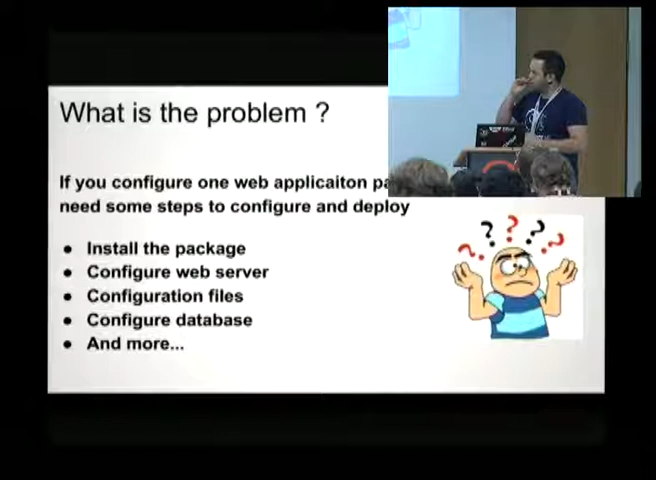 What is the problem ?
If you configure one web applicaiton
need some steps to configure and deploy
● Install the package
● Configure web server
● Configuration files
● Configure database
● And more...
? ? ? ? ?